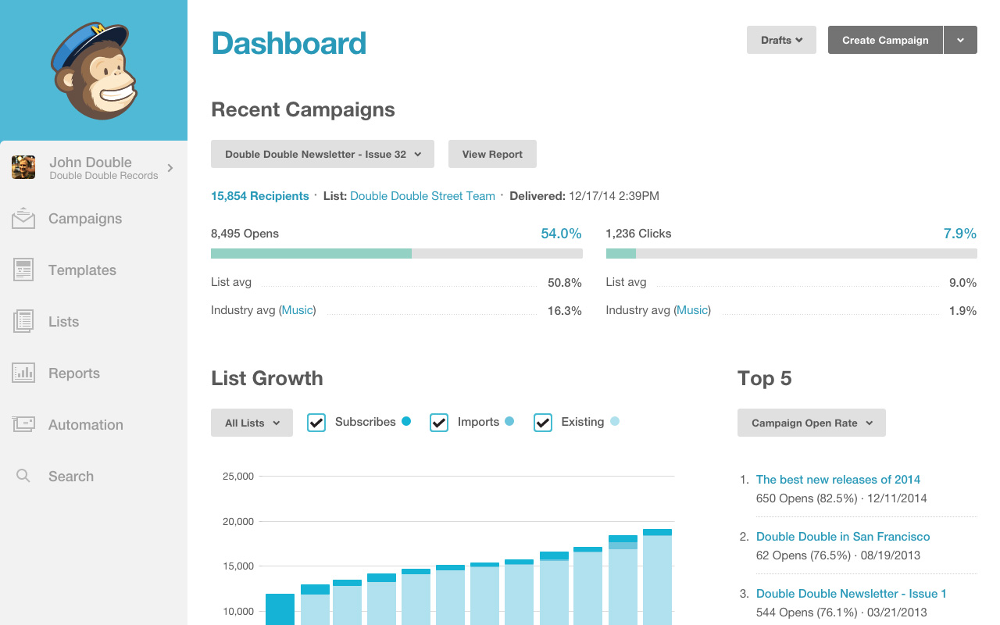 M
Dashboard
Drafts
Create Campaign
Recent Campaigns
John Double
Double Double Records
Double Double Newsletter - Issue 32
View Report
15,854 Recipients · List: Double Double Street Team · Delivered: 12/17/14 2:39PM
Campaigns
8,495 Opens 54.0%
1,236 Clicks 7.9%
Templates
List avg 50.8%
List avg 9.0%
Industry avg (Music) 16.3%
Industry avg (Music) 1.9%
Lists
Reports
Automation
Search
List Growth
Top 5
All Lists
Subscribes
Imports
Existing
Campaign Open Rate
25,000
20,000
15,000
10,000
1. The best new releases of 2014
650 Opens (82.5%) · 12/11/2014
2. Double Double in San Francisco
62 Opens (76.5%) · 08/19/2013
3. Double Double Newsletter - Issue 1
544 Opens (76.1%) · 03/21/2013